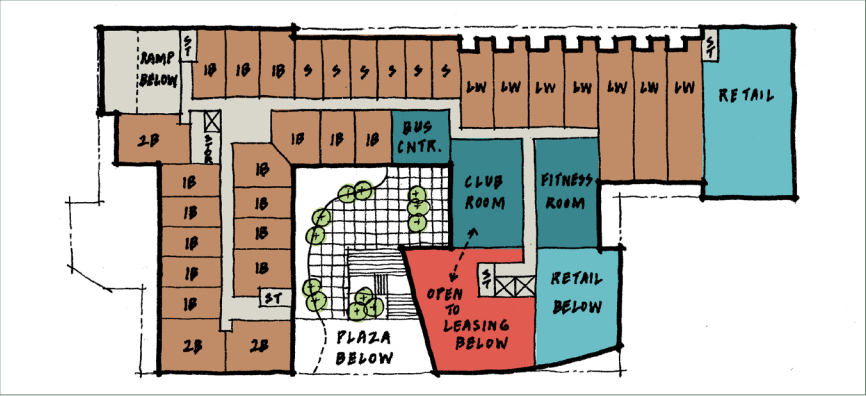 ST
RAMP
BELOW
1B
1B
1B
S
S
S
S
S
S
LW
LW
LW
LW
LW
LW
LW
ST
RETAIL
2B
STOR
1B
1B
1B
BUS
CNTR.
1B
1B
1B
1B
1B
1B
1B
1B
1B
ST
2B
2B
CLUB
ROOM
FITNESS
ROOM
ST
OPEN
TO
LEASING
BELOW
RETAIL
BELOW
PLAZA
BELOW